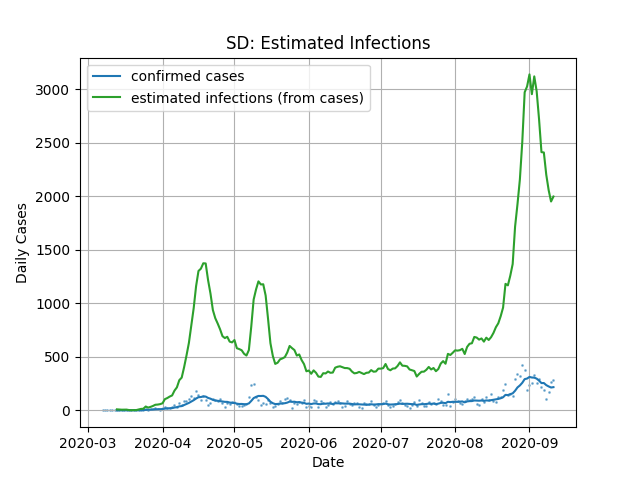 SD: Estimated Infections
confirmed cases
estimated infections (from cases)
3000
2500
2000
1500
1000
500
0
Daily Cases
2020-03
2020-04
2020-05
2020-06
2020-07
2020-08
2020-09
Date